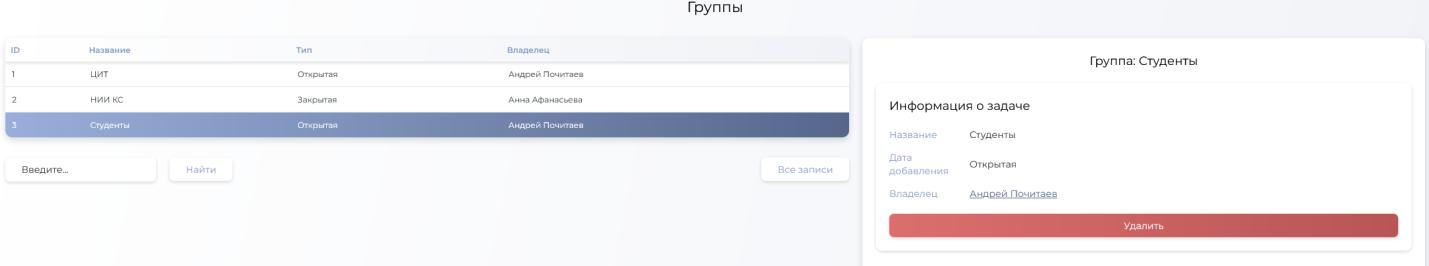 Группы
ID Название Тип Владелец
1 ЦИТ Открытая Андрей Почитаев
2 НИИ КС Закрытая Анна Афанасьева
3 Студенты Открытая Андрей Почитаев
Введите... Найти Все записи
Группа: Студенты
Информация о задаче
Название Студенты
Дата
добавления Открытая
Владелец Андрей Почитаев
Удалить